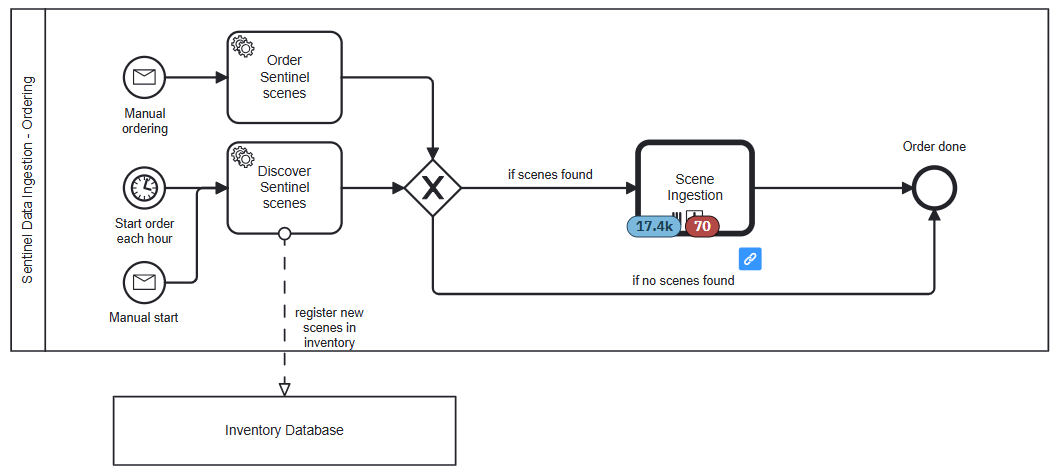 Sentinel Data Ingestion - Ordering
Manual
ordering
Order
Sentinel
scenes
Start order
each hour
Discover
Sentinel
scenes
Manual start
register new
scenes in
inventory
if scenes found
Scene
Ingestion
17.4k
70
if no scenes found
Order done
Inventory Database